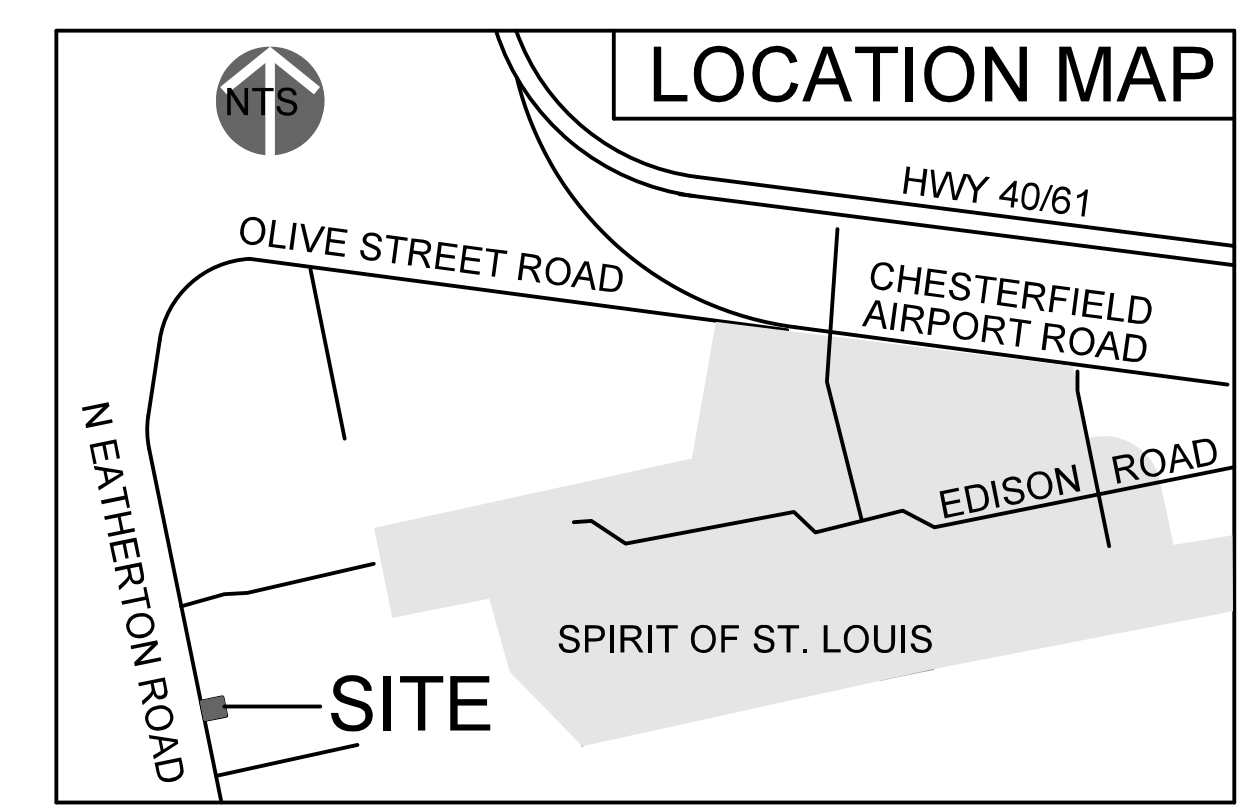 LOCATION MAP
NTS
HWY 40/61
OLIVE STREET ROAD
CHESTERFIELD
AIRPORT ROAD
N EATHERTON ROAD
EDISON ROAD
SPIRIT OF ST. LOUIS
SITE